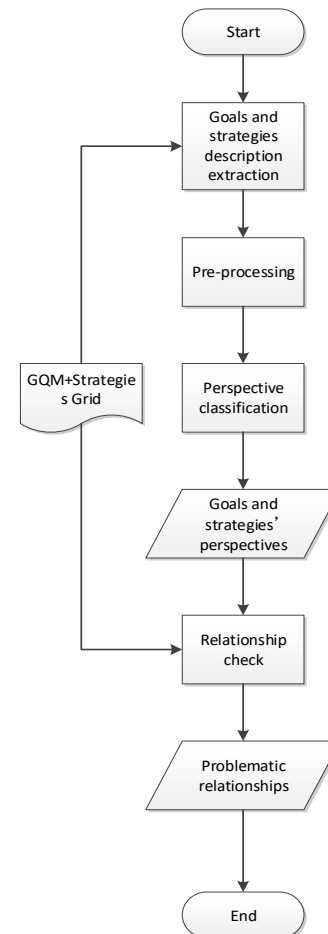 Start
Goals and
strategies
description
extraction
Pre-processing
GQM+Strategie
s Grid
Perspective
classification
Goals and
strategies’
perspectives
Relationship
check
Problematic
relationships
End